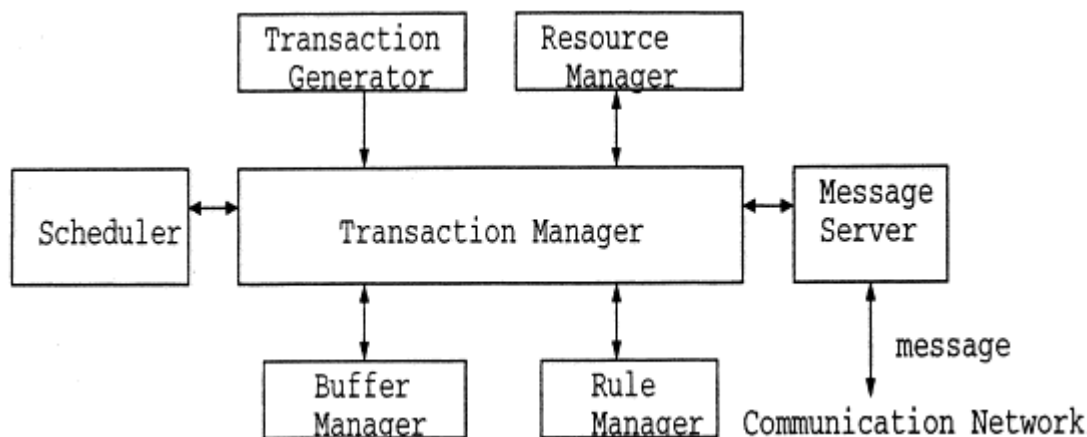 Transaction
Generator
Resource
Manager
Scheduler
Transaction Manager
Message
Server
message
Buffer
Manager
Rule
Manager
Communication Network